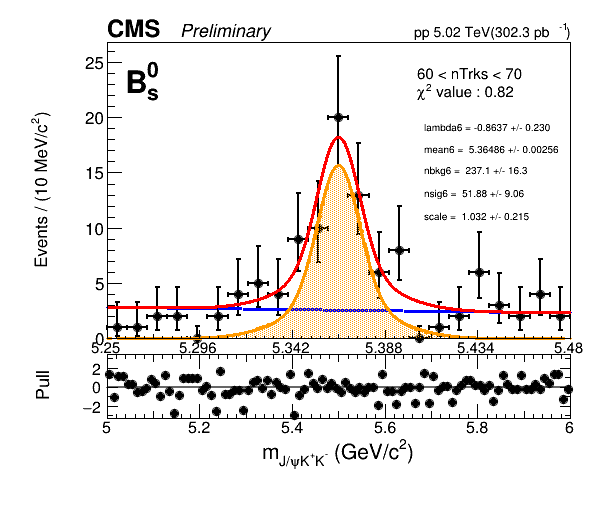 CMS Preliminary pp 5.02 TeV(302.3 pb⁻¹)
B⁰ₛ
60 < nTrks < 70
χ² value : 0.82
lambda6 = -0.8637 +/- 0.230
mean6 = 5.36486 +/- 0.00256
nbkg6 = 237.1 +/- 16.3
nsig6 = 51.88 +/- 9.06
scale = 1.032 +/- 0.215
Events / (10 MeV/c²)
25
20
15
10
5
0
5.25 5.296 5.342 5.388 5.434 5.48
Pull
2
0
−2
5 5.2 5.4 5.6 5.8 6
m_J/ψK⁺K⁻ (GeV/c²)